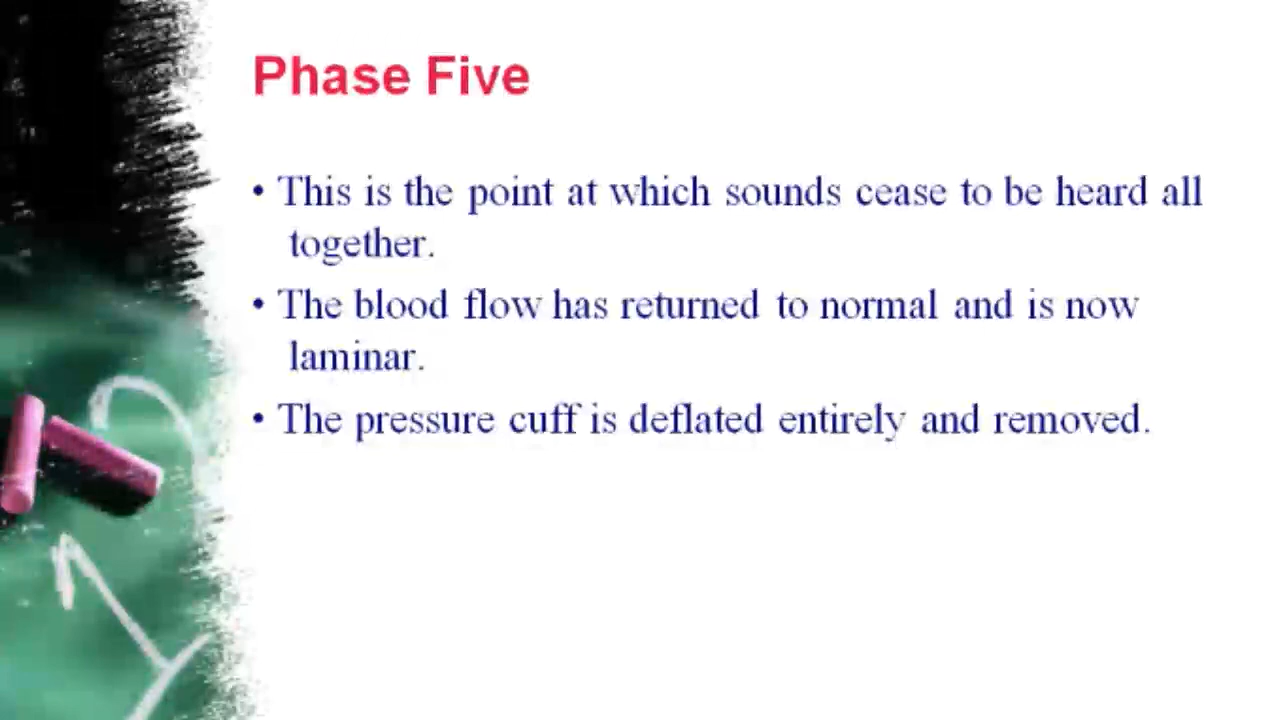 Phase Five
• This is the point at which sounds cease to be heard all
together.
• The blood flow has returned to normal and is now
laminar.
• The pressure cuff is deflated entirely and removed.